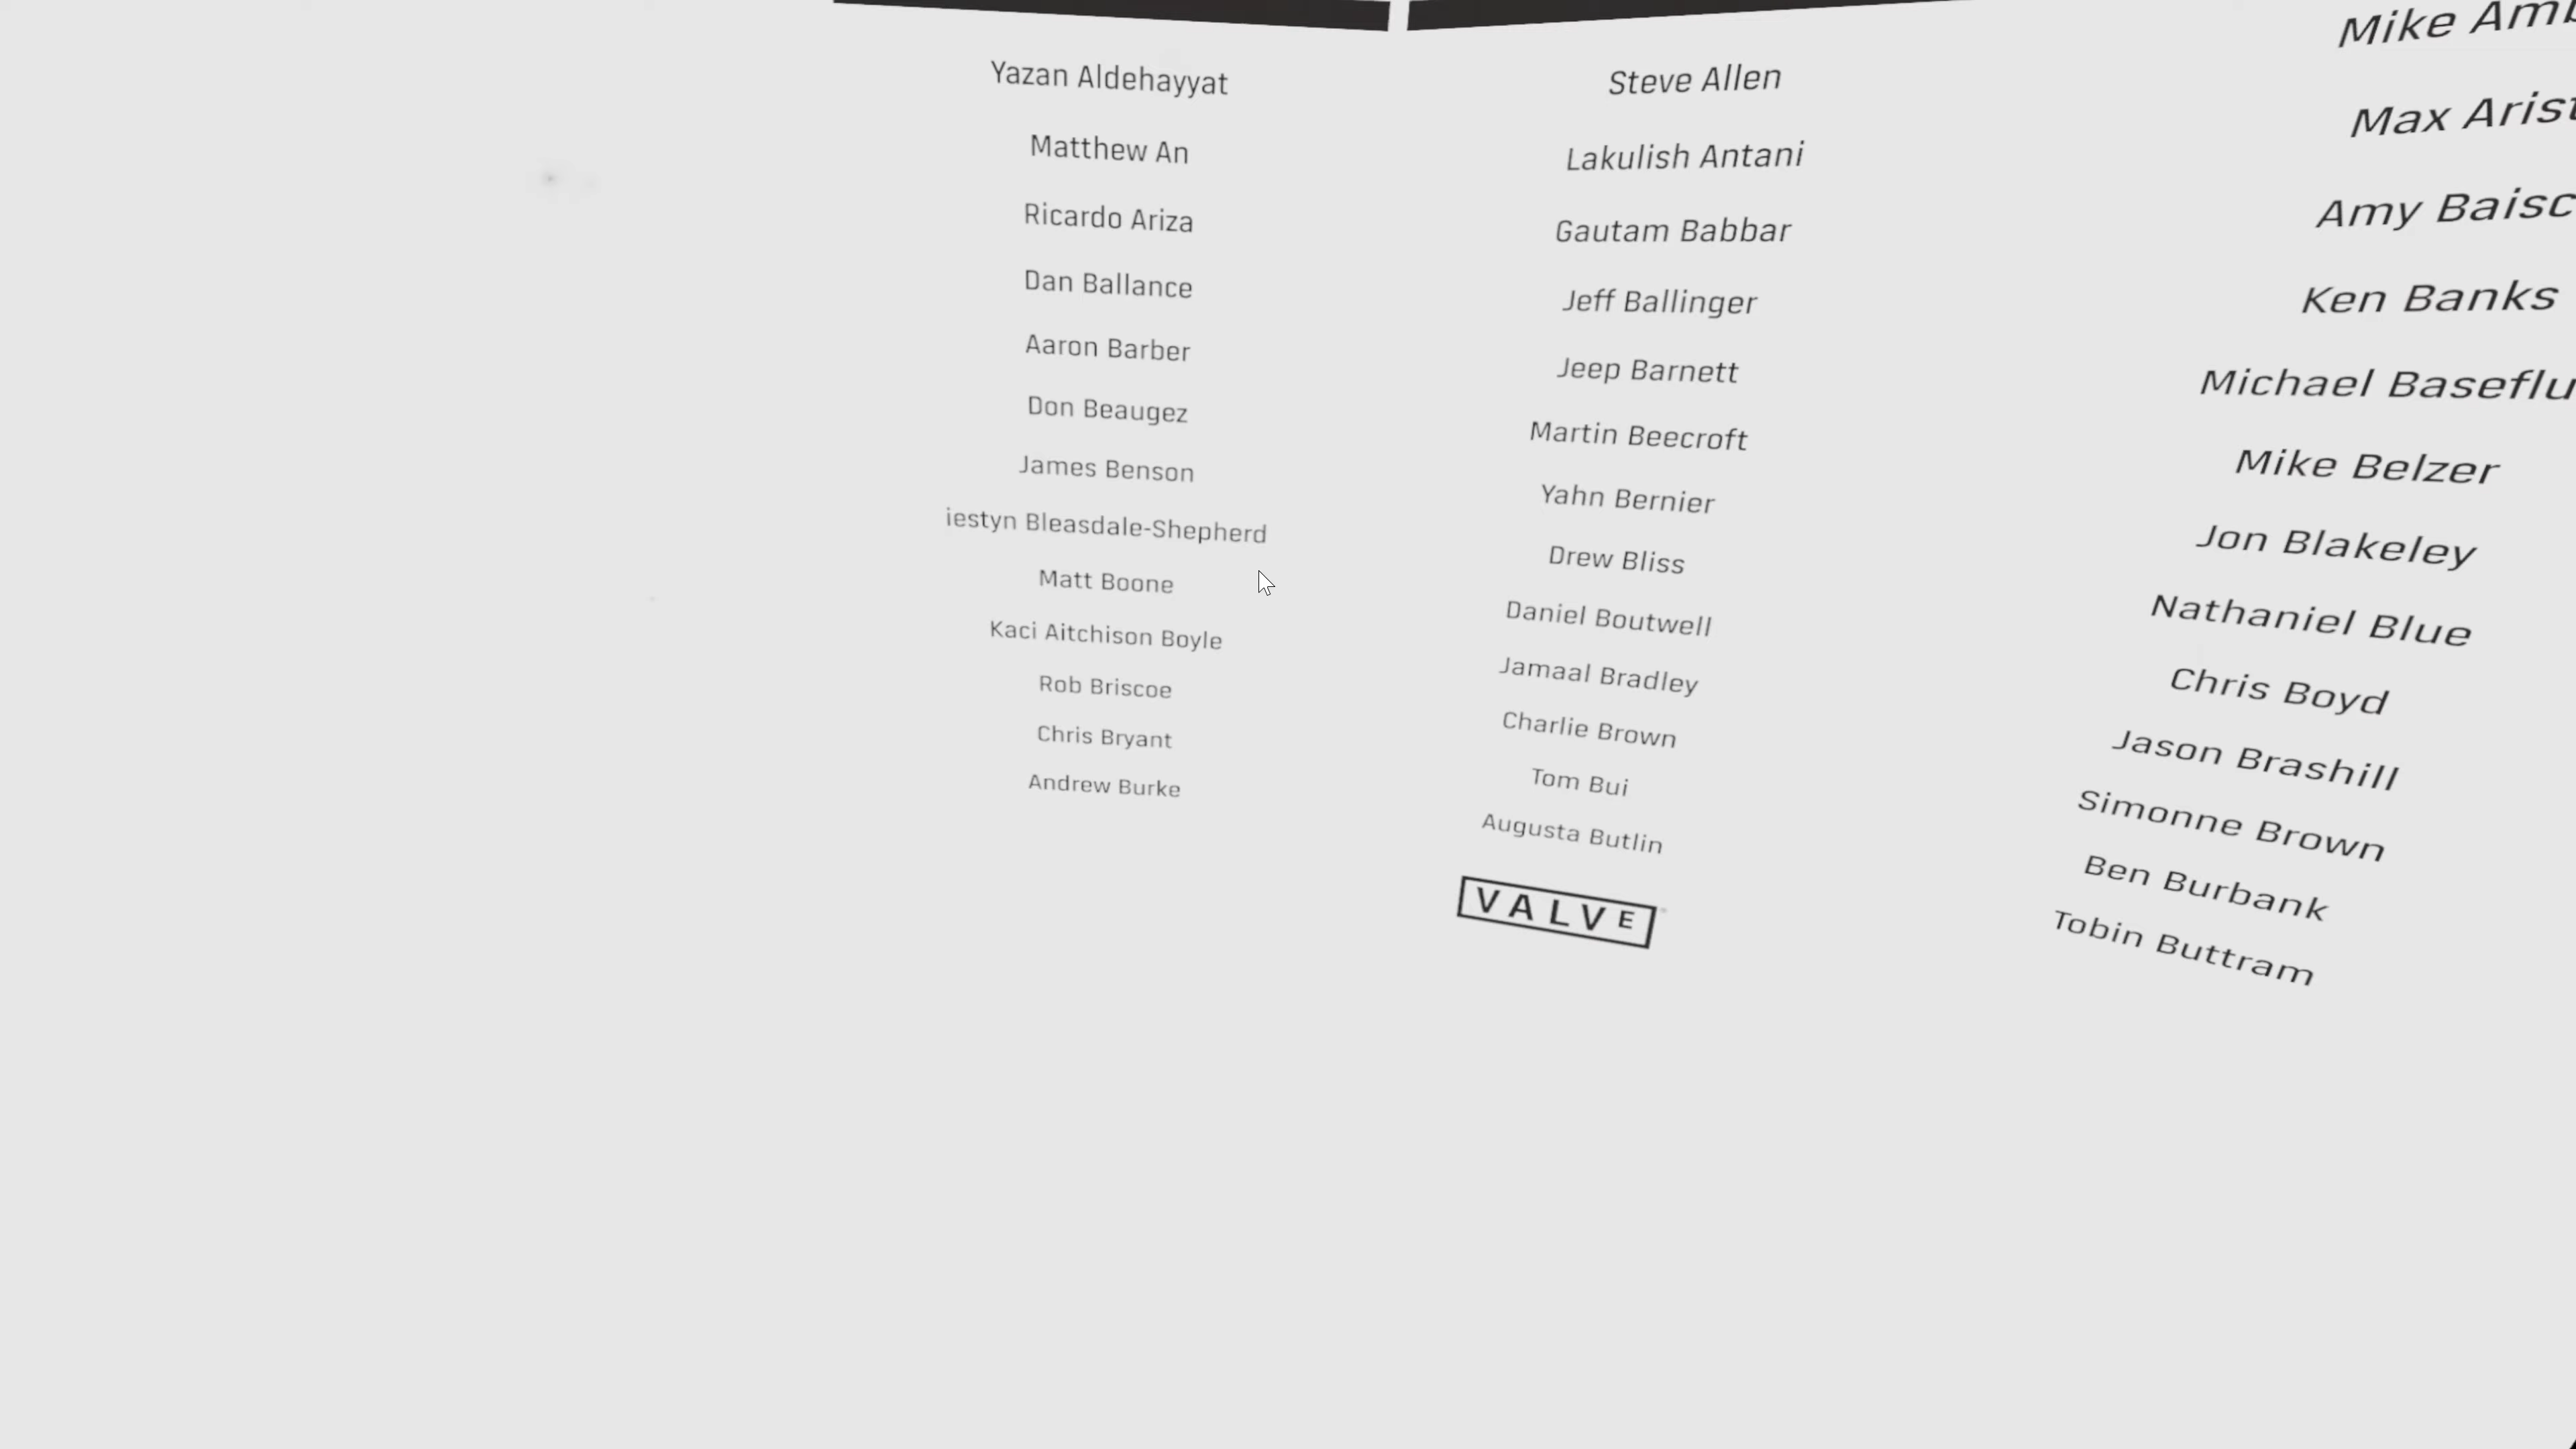 Yazan Aldehayyat
Matthew An
Ricardo Ariza
Dan Ballance
Aaron Barber
Don Beaugez
James Benson
iestyn Bleasdale-Shepherd
Matt Boone
Kaci Aitchison Boyle
Rob Briscoe
Chris Bryant
Andrew Burke
Steve Allen
Lakulish Antani
Gautam Babbar
Jeff Ballinger
Jeep Barnett
Martin Beecroft
Yahn Bernier
Drew Bliss
Daniel Boutwell
Jamaal Bradley
Charlie Brown
Tom Bui
Augusta Butlin
VALVE
Mike
Max
Amy
Ken Banks
Michael
Mike Belzer
Jon Blakeley
Nathaniel Blue
Chris Boyd
Jason Brashill
Simonne Brown
Ben Burbank
Tobin Buttram